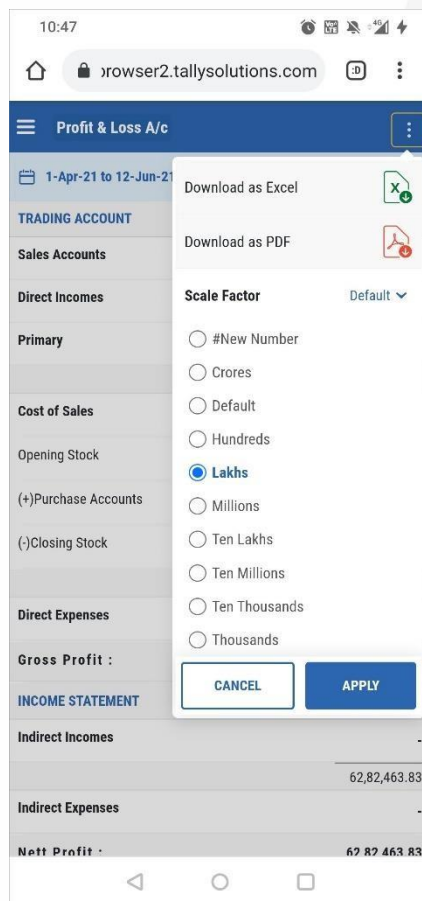 10:47
Vo) LTE 4G
rowser2.tallysolutions.com :D
Profit & Loss A/c
1-Apr-21 to 12-Jun-21
Download as Excel
X
Download as PDF
TRADING ACCOUNT
Sales Accounts
Direct Incomes
Primary
Cost of Sales
Opening Stock
(+)Purchase Accounts
(-)Closing Stock
Direct Expenses
Gross Profit :
Scale Factor Default
#New Number
Crores
Default
Hundreds
Lakhs
Millions
Ten Lakhs
Ten Millions
Ten Thousands
Thousands
CANCEL APPLY
INCOME STATEMENT
Indirect Incomes -
62,82,463.83
Indirect Expenses -
Nett Profit : 62,82,463.83